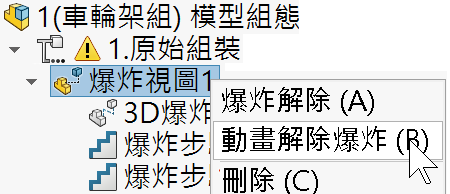 1(車輪架組) 模型組態
1.原始組裝
爆炸視圖1
爆炸解除 (A)
3D爆炸
動畫解除爆炸 (B)
爆炸步
爆炸步
刪除 (C)